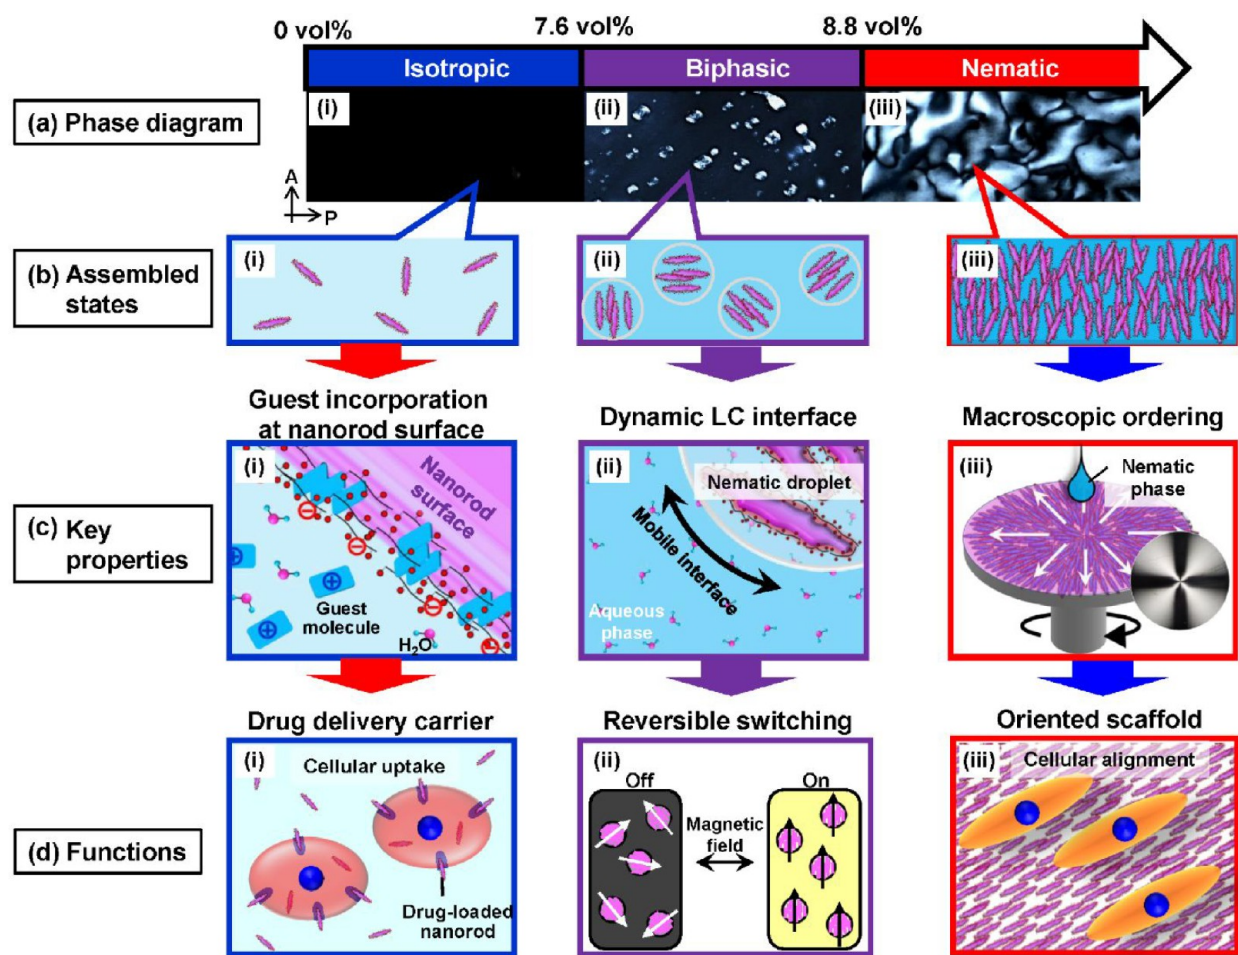 0 vol%
7.6 vol%
8.8 vol%
Isotropic
Biphasic
Nematic
(a) Phase diagram
(i)
(ii)
(iii)
A
P
(b) Assembled
states
(i)
(ii)
(iii)
Guest incorporation
at nanorod surface
Dynamic LC interface
Macroscopic ordering
(c) Key
properties
(i)
Nanorod
surface
Guest
molecule
H₂O
(ii)
Nematic droplet
Mobile interface
Aqueous
phase
(iii)
Nematic
phase
Drug delivery carrier
Reversible switching
Oriented scaffold
(d) Functions
(i)
Cellular uptake
Drug-loaded
nanorod
(ii)
Off
On
Magnetic
field
(iii)
Cellular alignment